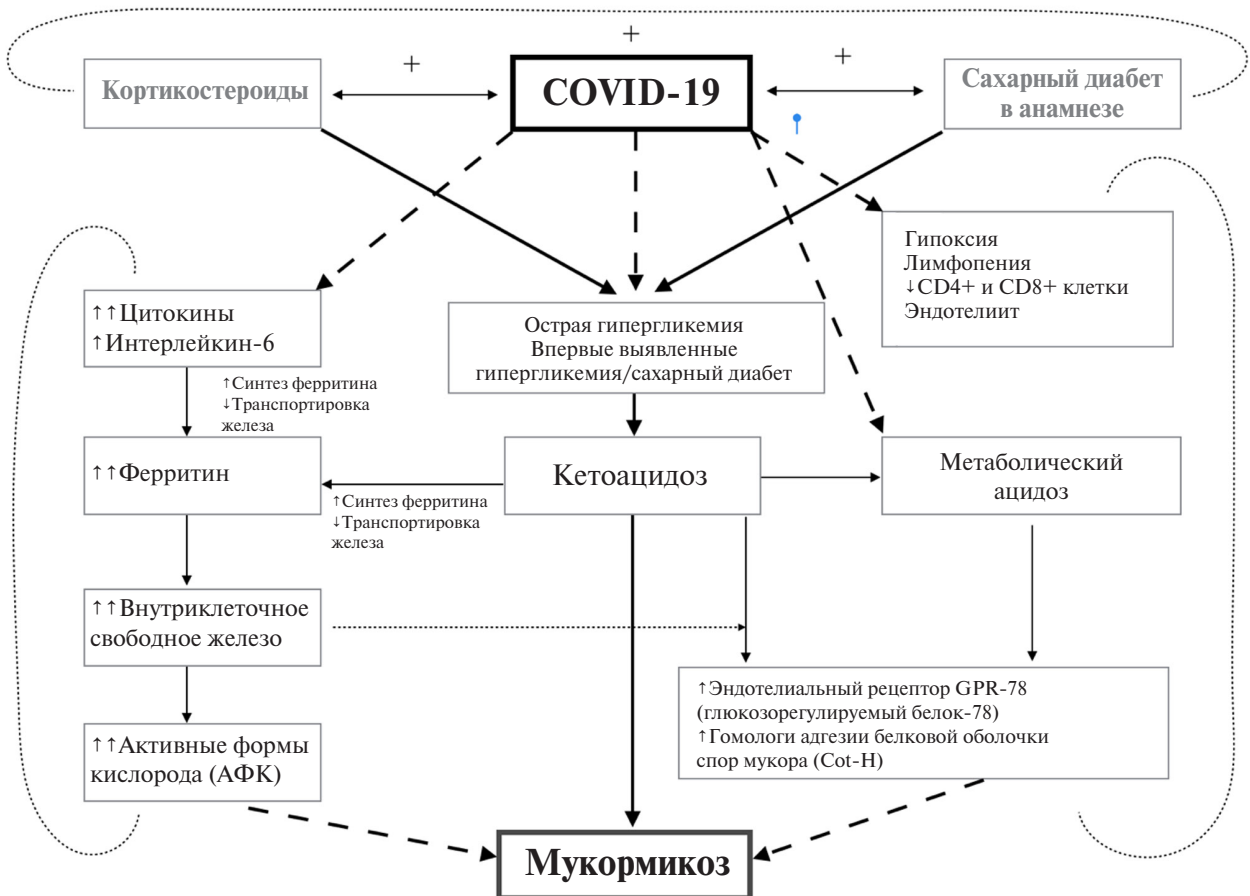 +
+
+
Кортикостероиды
COVID-19
Сахарный диабет
в анамнезе
Гипоксия
Лимфопения
↓CD4+ и CD8+ клетки
Эндотелиит
↑↑Цитокины
↑Интерлейкин-6
Острая гипергликемия
Впервые выявленные
гипергликемия/сахарный диабет
↑Синтез ферритина
↓Транспортировка
железа
↑↑Ферритин
Кетоацидоз
Метаболический
ацидоз
↑Синтез ферритина
↓Транспортировка
железа
↑↑Внутриклеточное
свободное железо
↑Эндотелиальный рецептор GPR-78
(глюкозорегулируемый белок-78)
↑Гомологи адгезии белковой оболочки
спор мукора (Cot-H)
↑↑Активные формы
кислорода (АФК)
Мукормикоз